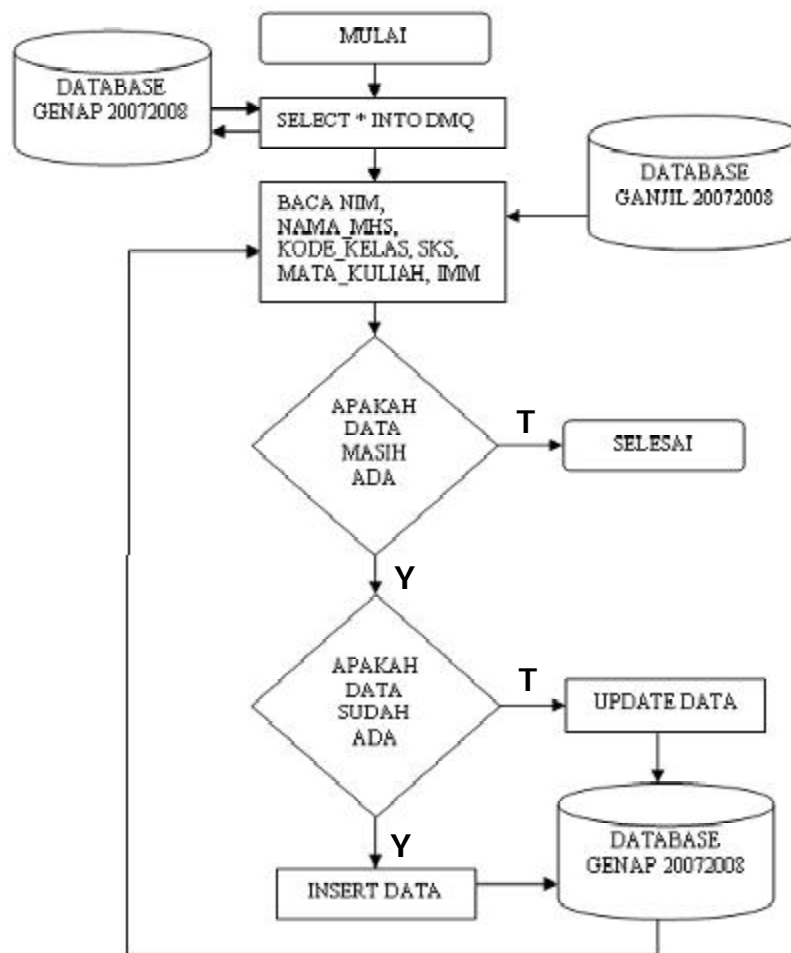 MULAI
DATABASE
GENAP 20072008
SELECT * INTO DMQ
DATABASE
GANJIL 20072008
BACA NIM,
NAMA_MHS,
KODE_KELAS, SKS,
MATA_KULIAH, IMM
APAKAH
DATA
MASIH
ADA
T
SELESAI
Y
APAKAH
DATA
SUDAH
ADA
T
UPDATE DATA
Y
INSERT DATA
DATABASE
GENAP 20072008